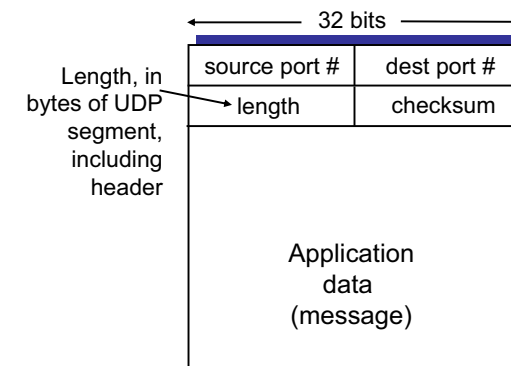 32 bits
source port #
dest port #
Length, in
bytes of UDP
segment,
including
header
length
checksum
Application
data
(message)